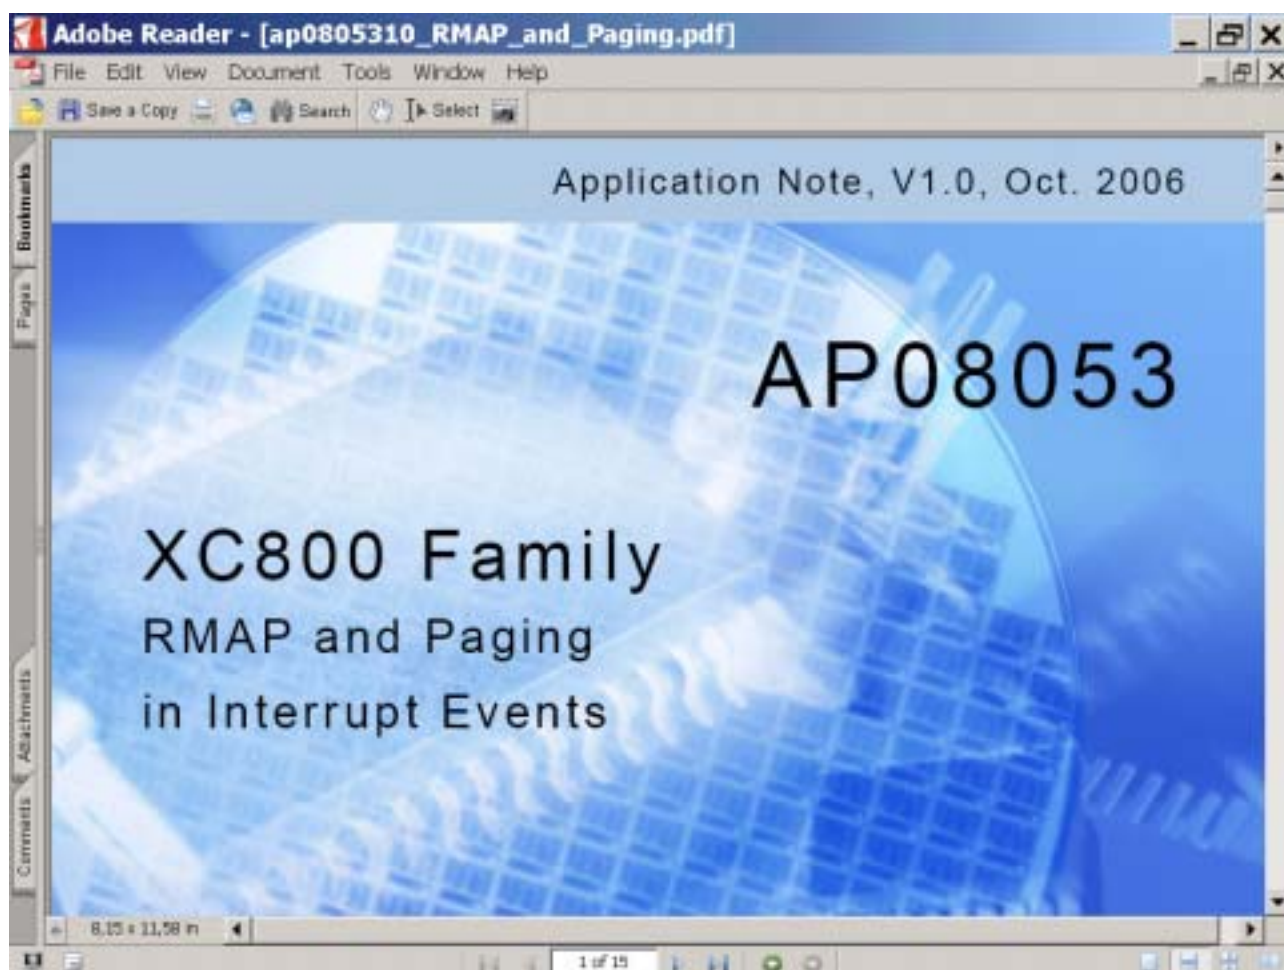 Adobe Reader - [ap0805310_RMAP_and_Paging.pdf]
File Edit View Document Tools Window Help
Save a Copy Search Select
Bookmarks
Pages
Attachments
Comments
Application Note, V1.0, Oct. 2006
AP08053
XC800 Family
RMAP and Paging
in Interrupt Events
8,15 x 11,58 in
1 of 15